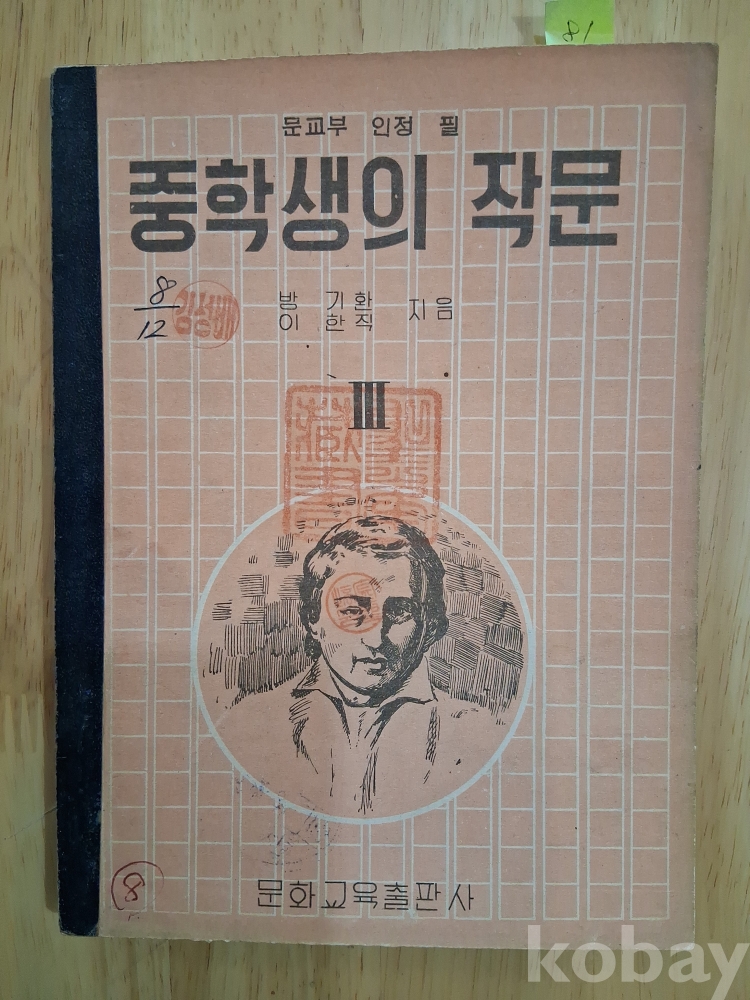 81
문교부 인정 필
중학생의 작문
8/12
방 기환
이 한직
지음
III
문화교육출판사
8
kobay